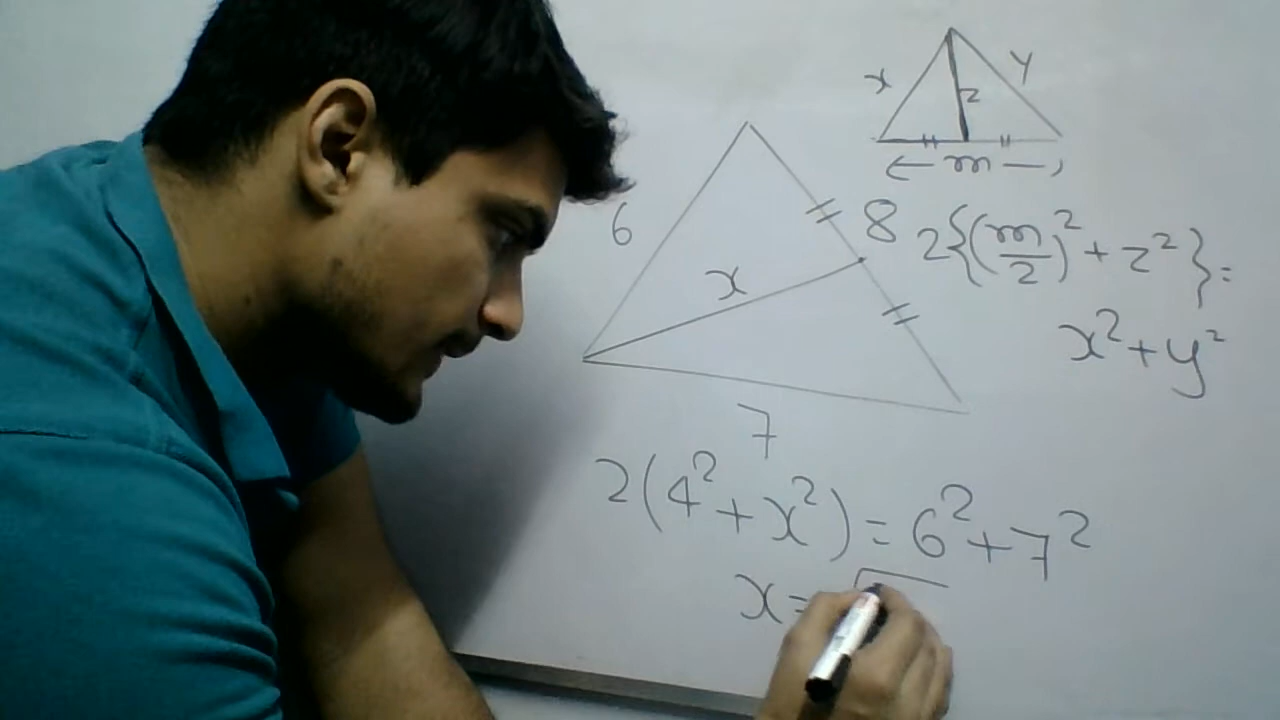 x y
z
m
6
8
x
7
2{(m/2)² + z²} =
x² + y²
2(4² + x²) = 6² + 7²
x = √